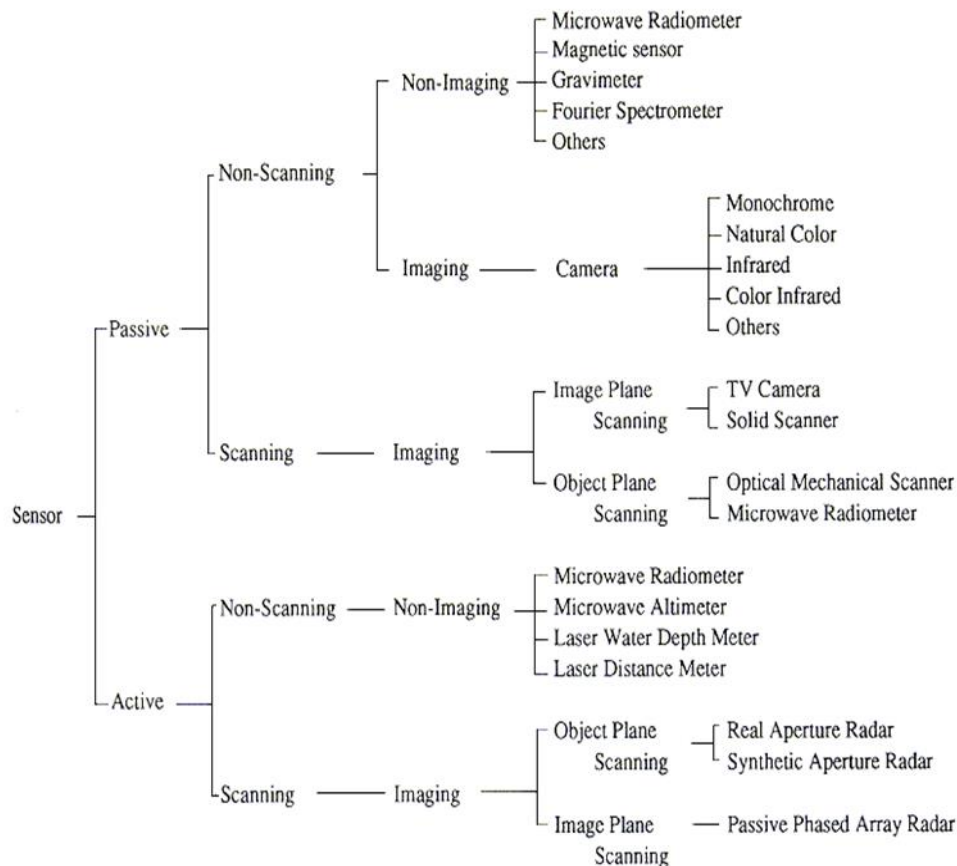 Microwave Radiometer
Magnetic sensor
Non-Imaging
Gravimeter
Fourier Spectrometer
Others
Non-Scanning
Monochrome
Natural Color
Imaging
Camera
Infrared
Color Infrared
Others
Passive
Image Plane
Scanning
TV Camera
Solid Scanner
Scanning
Imaging
Object Plane
Scanning
Optical Mechanical Scanner
Microwave Radiometer
Sensor
Microwave Radiometer
Non-Scanning
Non-Imaging
Microwave Altimeter
Laser Water Depth Meter
Laser Distance Meter
Active
Object Plane
Scanning
Real Aperture Radar
Synthetic Aperture Radar
Scanning
Imaging
Image Plane
Scanning
Passive Phased Array Radar